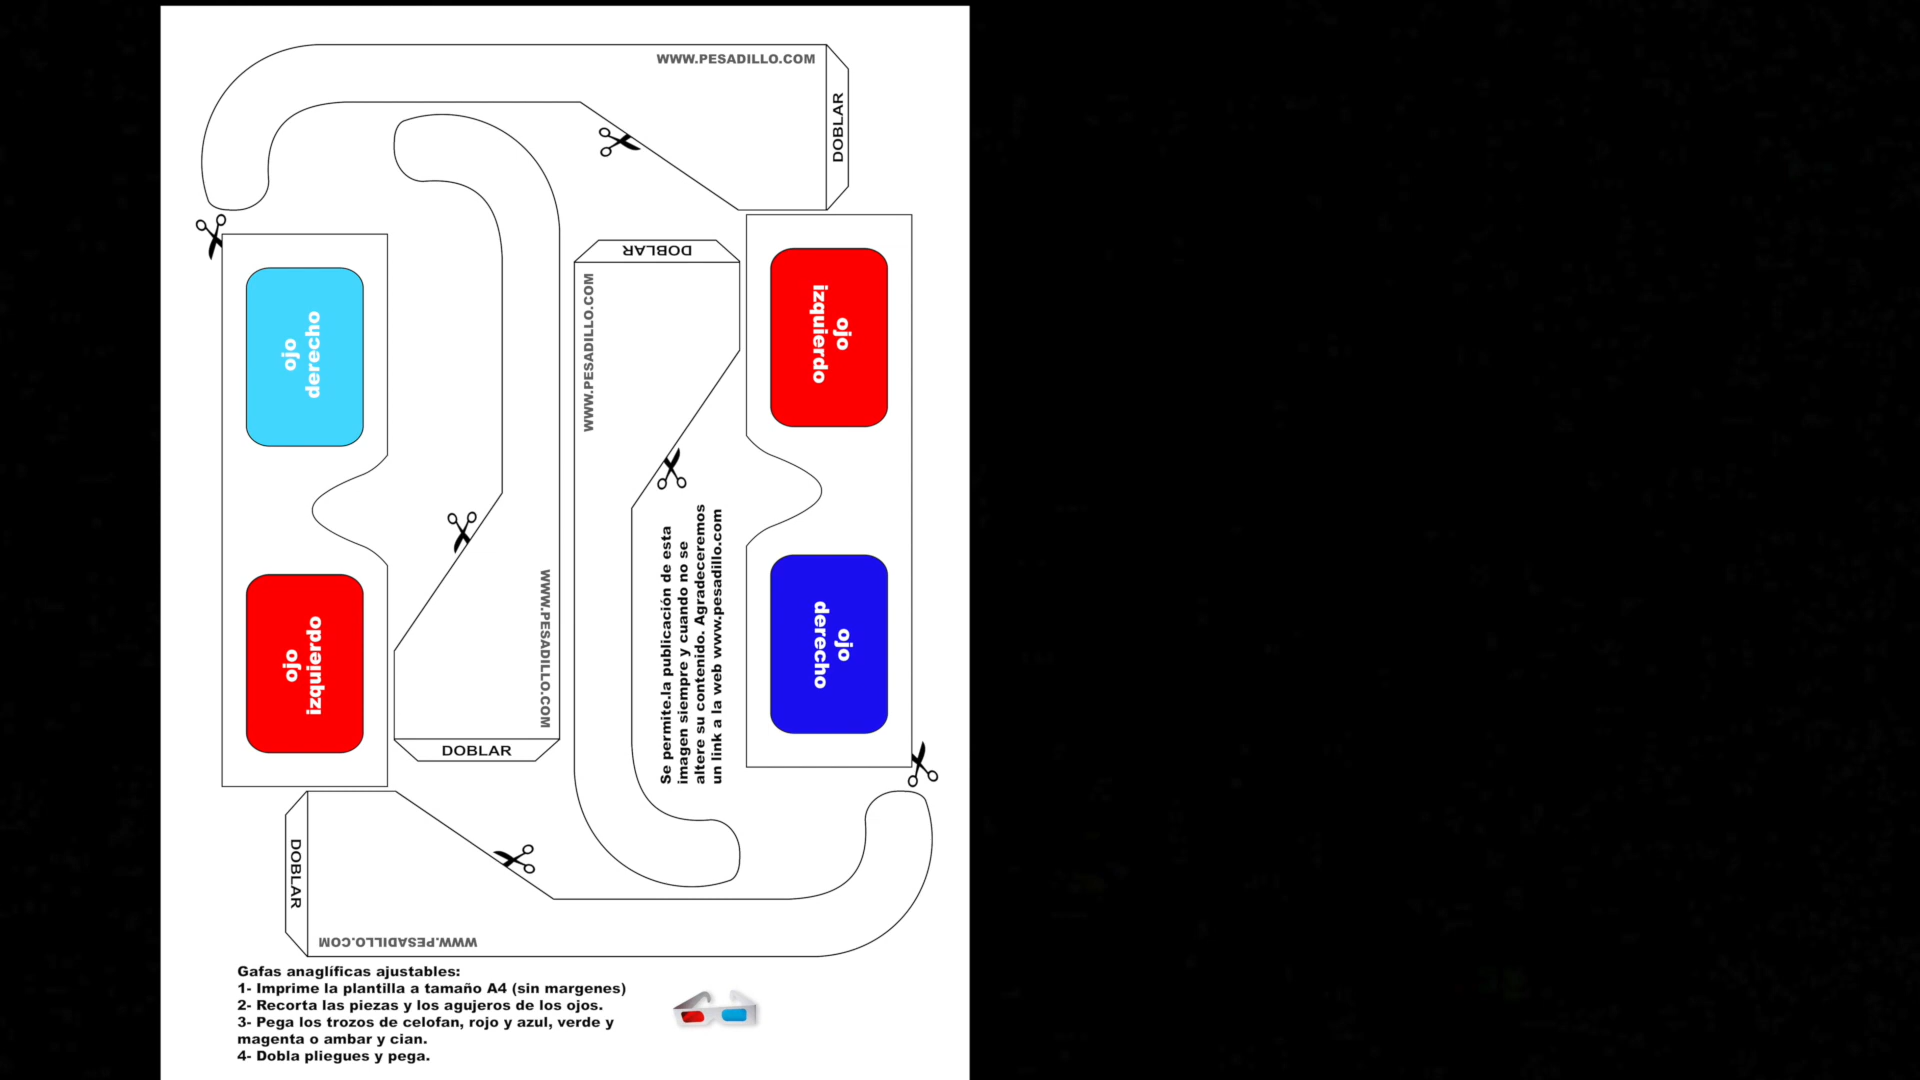 WWW.PESADILLO.COM
DOBLAR
DOBLAR
WWW.PESADILLO.COM
ojo
izquierdo
ojo
derecho
ojo
derecho
ojo
izquierdo
WWW.PESADILLO.COM
DOBLAR
Se permite.la publicación de esta
imagen siempre y cuando no se
altere su contenido. Agradeceremos
un link a la web www.pesadillo.com
DOBLAR
WWW.PESADILLO.COM
Gafas anaglíficas ajustables:
1- Imprime la plantilla a tamaño A4 (sin margenes)
2- Recorta las piezas y los agujeros de los ojos.
3- Pega los trozos de celofan, rojo y azul, verde y
magenta o ambar y cian.
4- Dobla pliegues y pega.